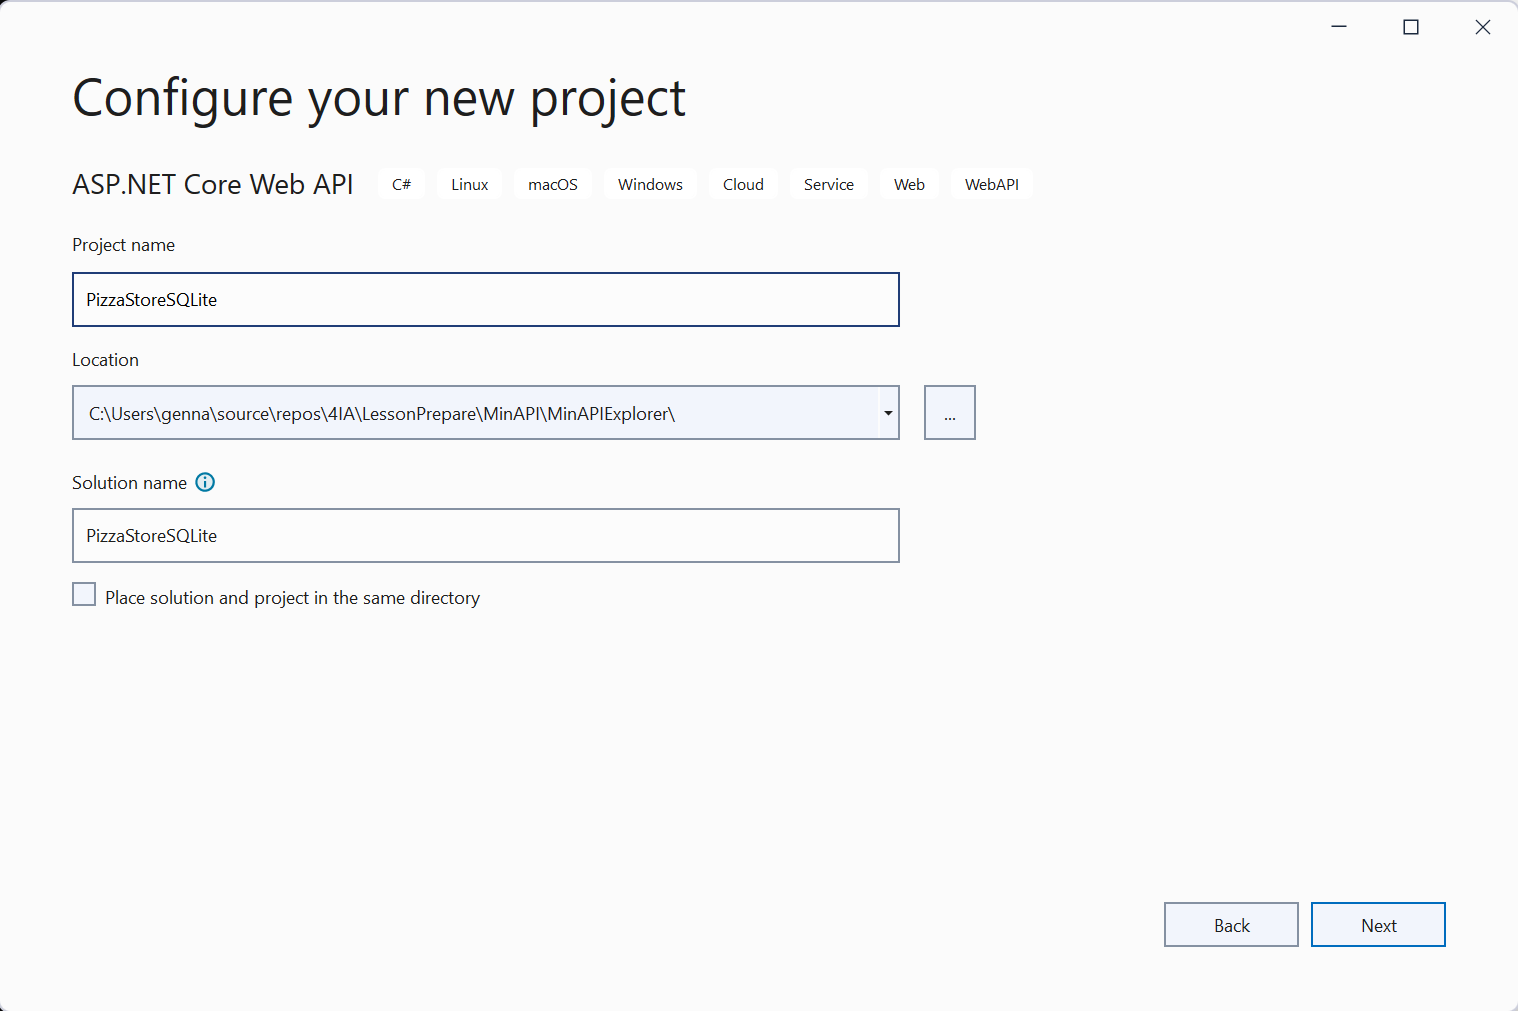 Configure your new project
ASP.NET Core Web API C# Linux macOS Windows Cloud Service Web WebAPI
Project name
PizzaStoreSQLite
Location
C:\Users\genna\source\repos\4IA\LessonPrepare\MinAPI\MinAPIExplorer\
...
Solution name
PizzaStoreSQLite
Place solution and project in the same directory
Back Next